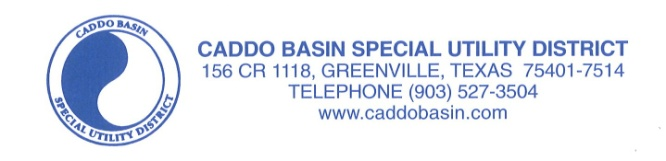 CADDO BASIN
SPECIAL UTILITY DISTRICT
CADDO BASIN SPECIAL UTILITY DISTRICT
156 CR 1118, GREENVILLE, TEXAS 75401-7514
TELEPHONE (903) 527-3504
www.caddobasin.com